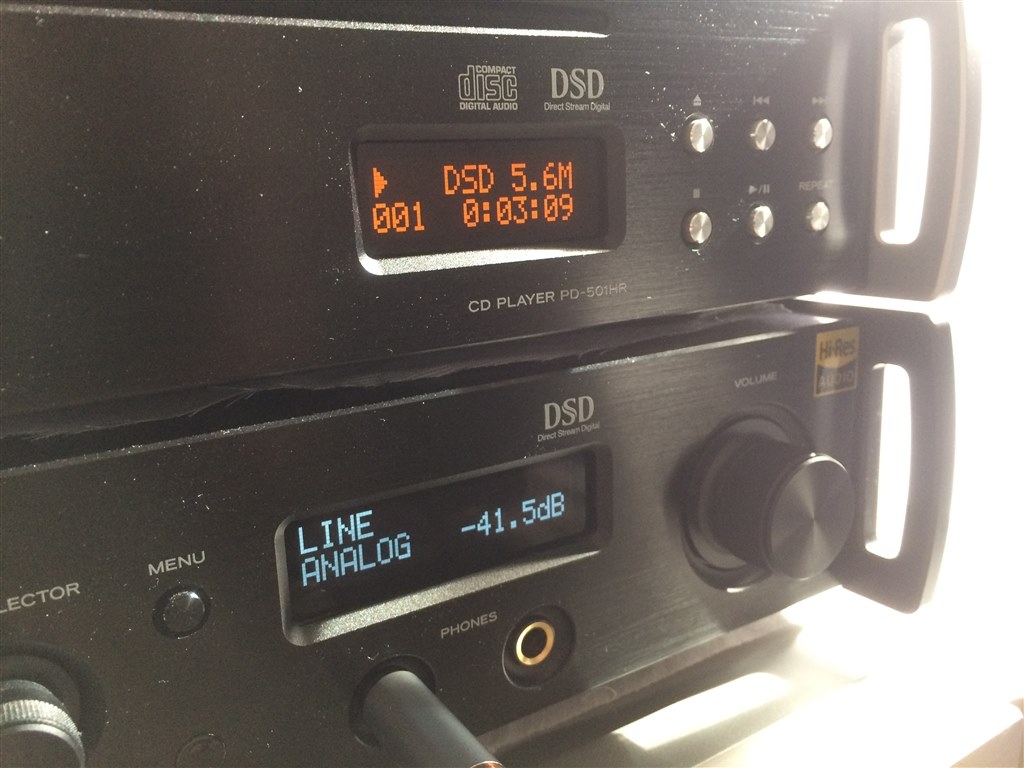 COMPACT
disc
DIGITAL AUDIO
DSD
Direct Stream Digital
DSD 5.6M
001 0:03:09
REPEAT
CD PLAYER PD-501HR
Hi-Res
AUDIO
VOLUME
DSD
Direct Stream Digital
LINE
ANALOG -41.5dB
MENU
LECTOR
PHONES